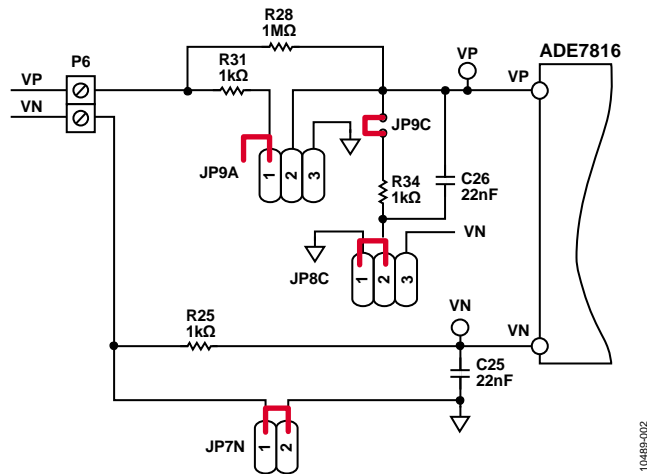 R28
1MΩ
P6
R31
1kΩ
VP
VN
VP
VP
ADE7816
JP9A
1
2
3
JP9C
R34
1kΩ
C26
22nF
VN
JP8C
1
2
3
R25
1kΩ
VN
VN
C25
22nF
JP7N
1
2
10489-002